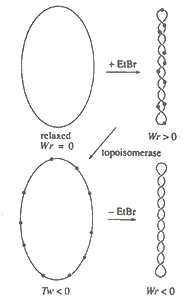 + EtBr
relaxed
Wr = 0
Wr > 0
topoisomerase
− EtBr
Tw < 0
Wr < 0